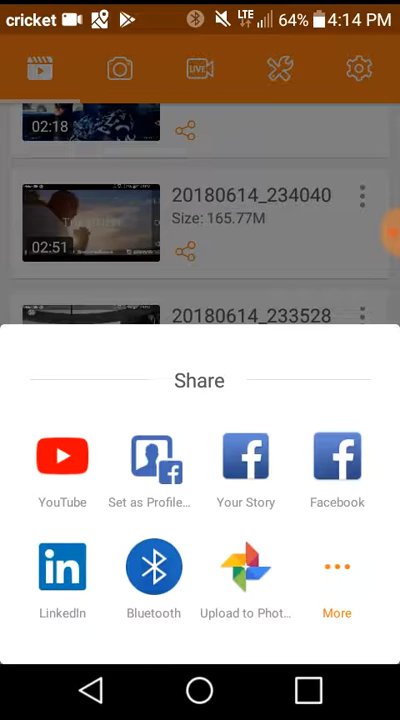 cricket LTE 64% 4:14 PM
LIVE
02:18
20180614_234040
Size: 165.77M
02:51
20180614_233528
Share
YouTube Set as Profile... Your Story Facebook
LinkedIn Bluetooth Upload to Phot... More